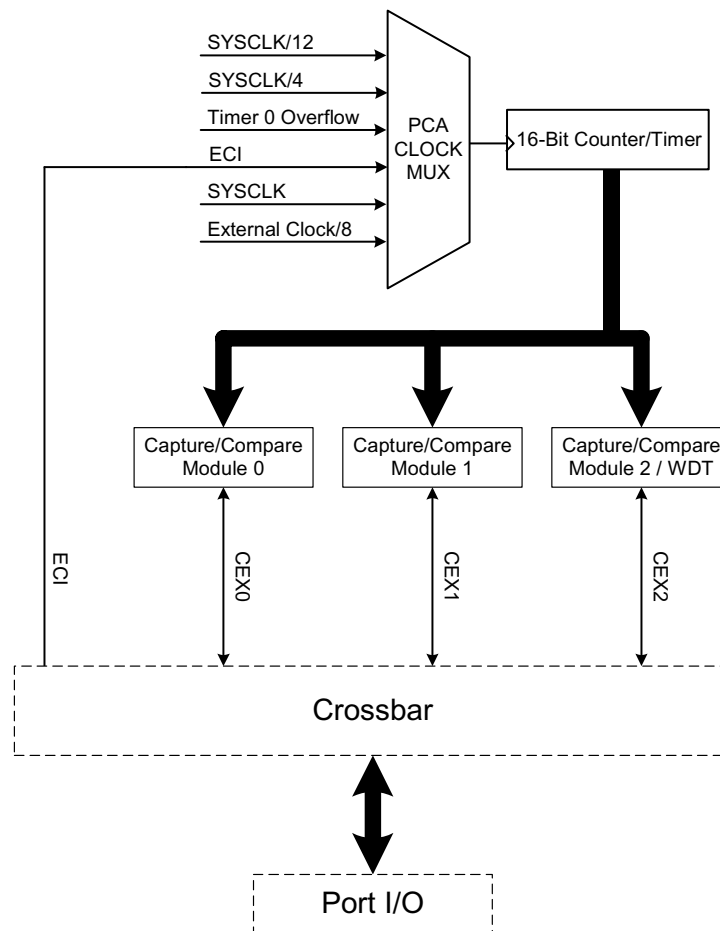 SYSCLK/12
SYSCLK/4
Timer 0 Overflow
ECI
SYSCLK
External Clock/8
PCA
CLOCK
MUX
16-Bit Counter/Timer
Capture/Compare
Module 0
Capture/Compare
Module 1
Capture/Compare
Module 2 / WDT
ECI
CEX0
CEX1
CEX2
Crossbar
Port I/O